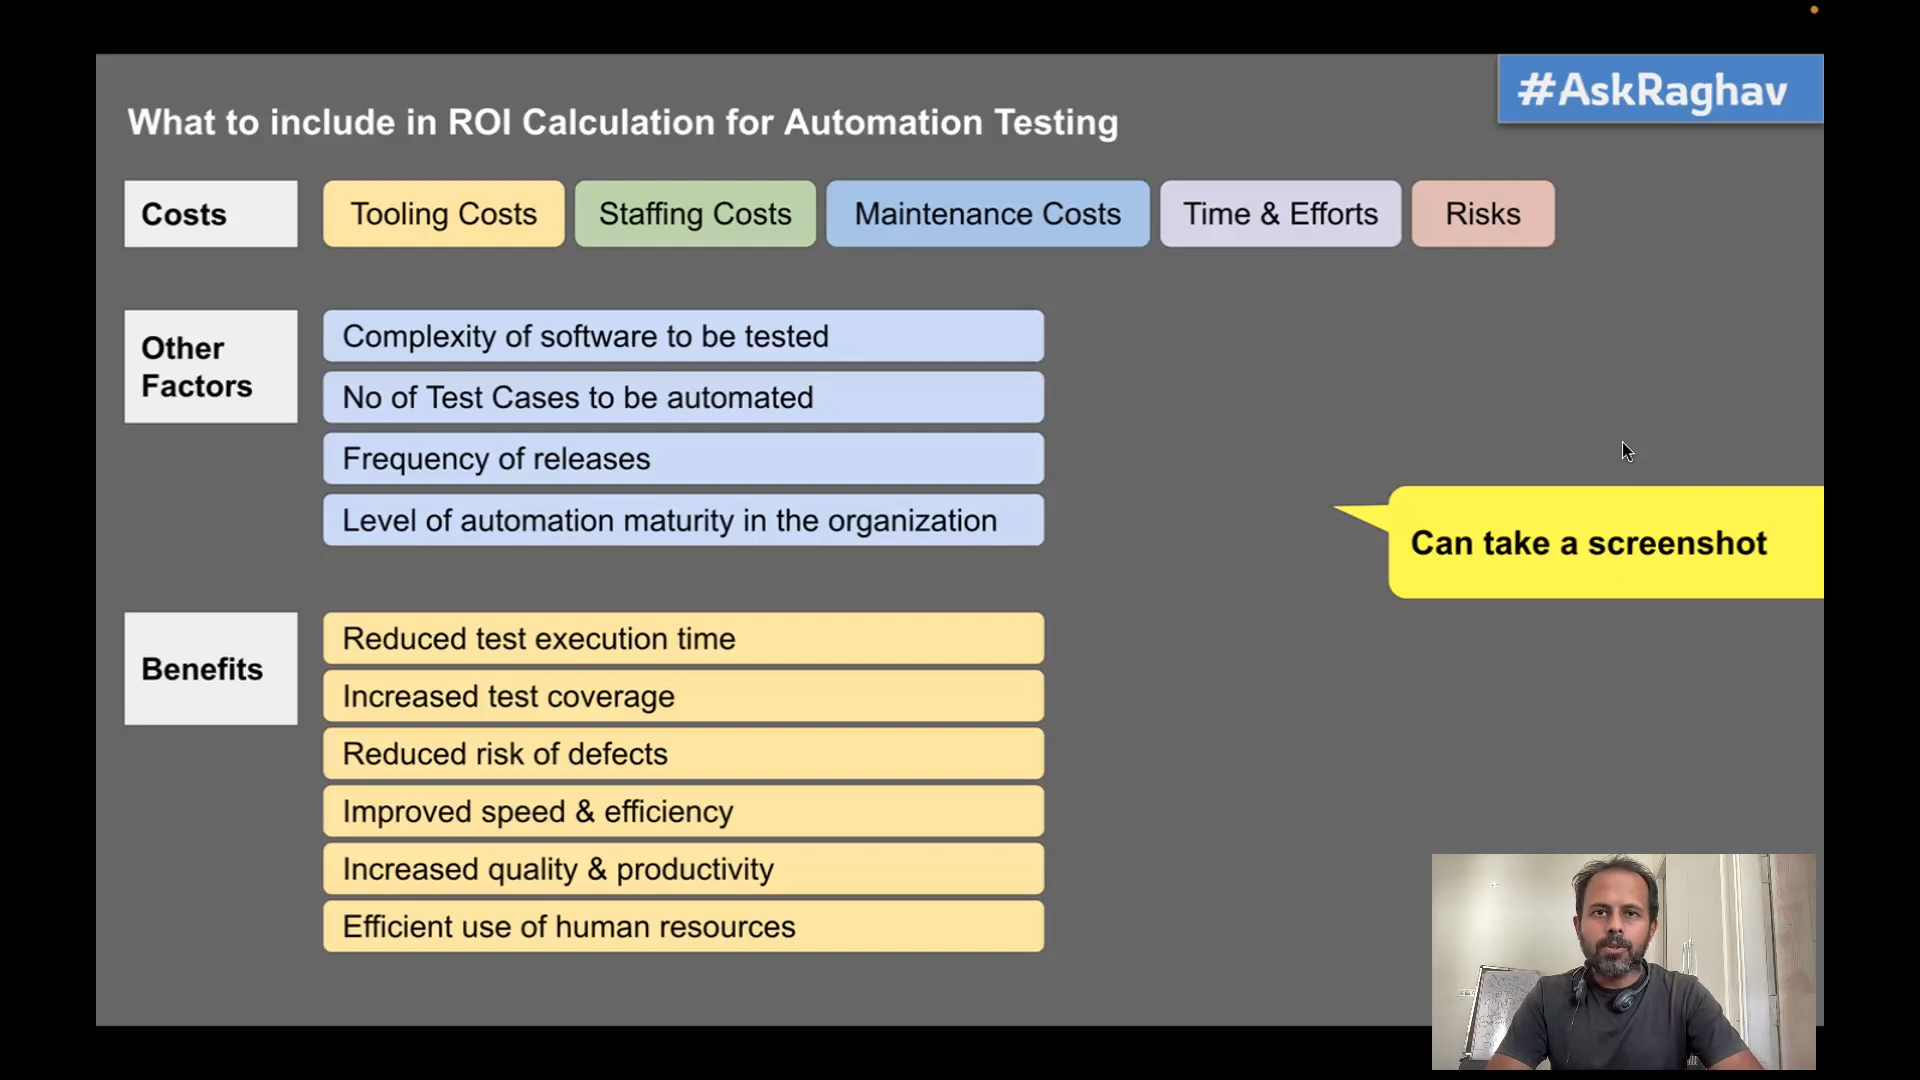 #AskRaghav
What to include in ROI Calculation for Automation Testing
Costs
Tooling Costs
Staffing Costs
Maintenance Costs
Time & Efforts
Risks
Other
Factors
Complexity of software to be tested
No of Test Cases to be automated
Frequency of releases
Level of automation maturity in the organization
Can take a screenshot
Benefits
Reduced test execution time
Increased test coverage
Reduced risk of defects
Improved speed & efficiency
Increased quality & productivity
Efficient use of human resources